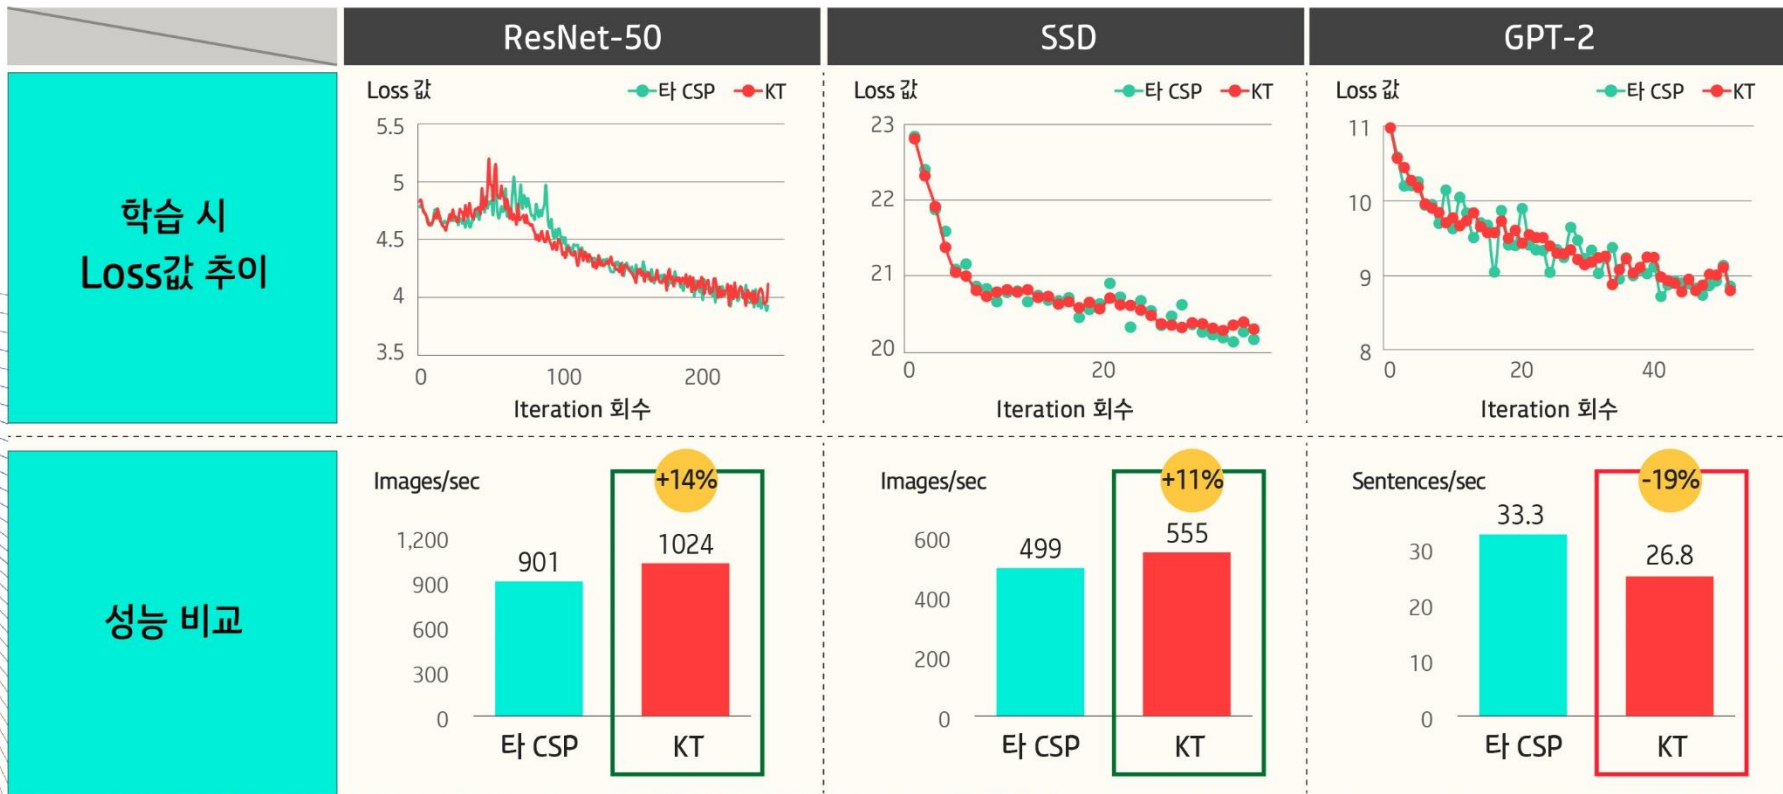 ResNet-50
SSD
GPT-2
학습 시
Loss값 추이
Loss 값
타 CSP
KT
5.5
5
4.5
4
3.5
0
100
200
Iteration 회수
Loss 값
타 CSP
KT
23
22
21
20
0
20
Iteration 회수
Loss 값
타 CSP
KT
11
10
9
8
0
20
40
Iteration 회수
성능 비교
Images/sec
+14%
1,200
900
600
300
0
901
1024
타 CSP
KT
Images/sec
+11%
600
400
200
0
499
555
타 CSP
KT
Sentences/sec
-19%
30
20
10
0
33.3
26.8
타 CSP
KT